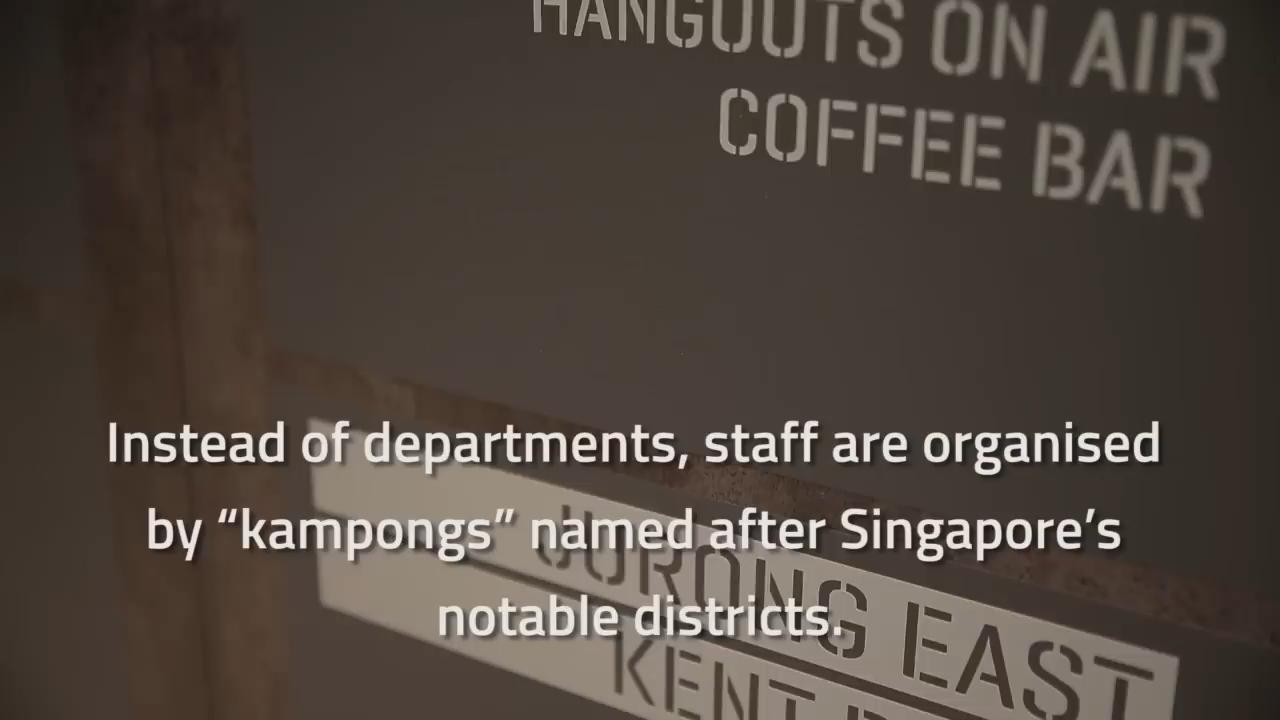 HANGOUTS ON AIR
COFFEE BAR
Instead of departments, staff are organised
by “kampongs” named after Singapore’s
notable districts.
JURONG EAST
KENT